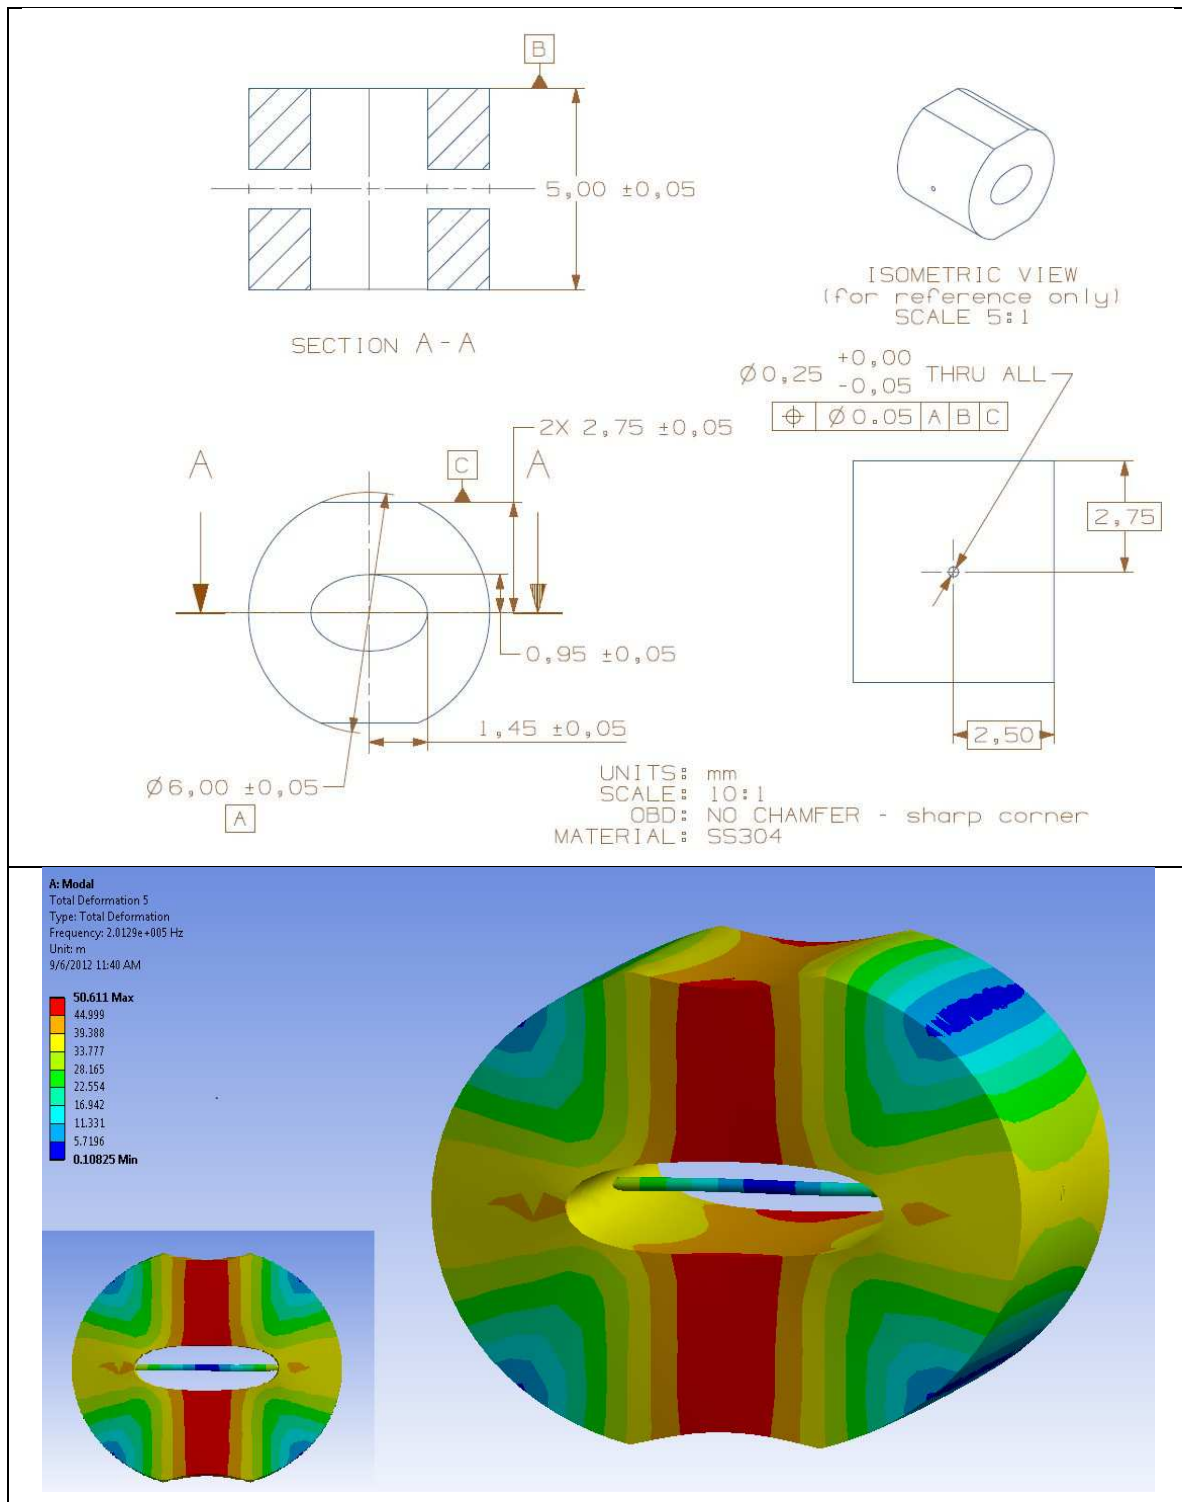 B
5,00 ±0,05
SECTION A-A
ISOMETRIC VIEW
(for reference only)
SCALE 5:1
Ø0,25 +0,00 -0,05 THRU ALL
⌖ Ø0.05 A B C
2X 2,75 ±0,05
A
C
A
2,75
0,95 ±0,05
1,45 ±0,05
2,50
Ø6,00 ±0,05
A
UNITS: mm
SCALE: 10:1
OBD: NO CHAMFER - sharp corner
MATERIAL: SS304
A: Modal
Total Deformation 5
Type: Total Deformation
Frequency: 2.0129e+005 Hz
Unit: m
9/6/2012 11:40 AM
50.611 Max
44.999
39.388
33.777
28.165
22.554
16.942
11.331
5.7196
0.10825 Min